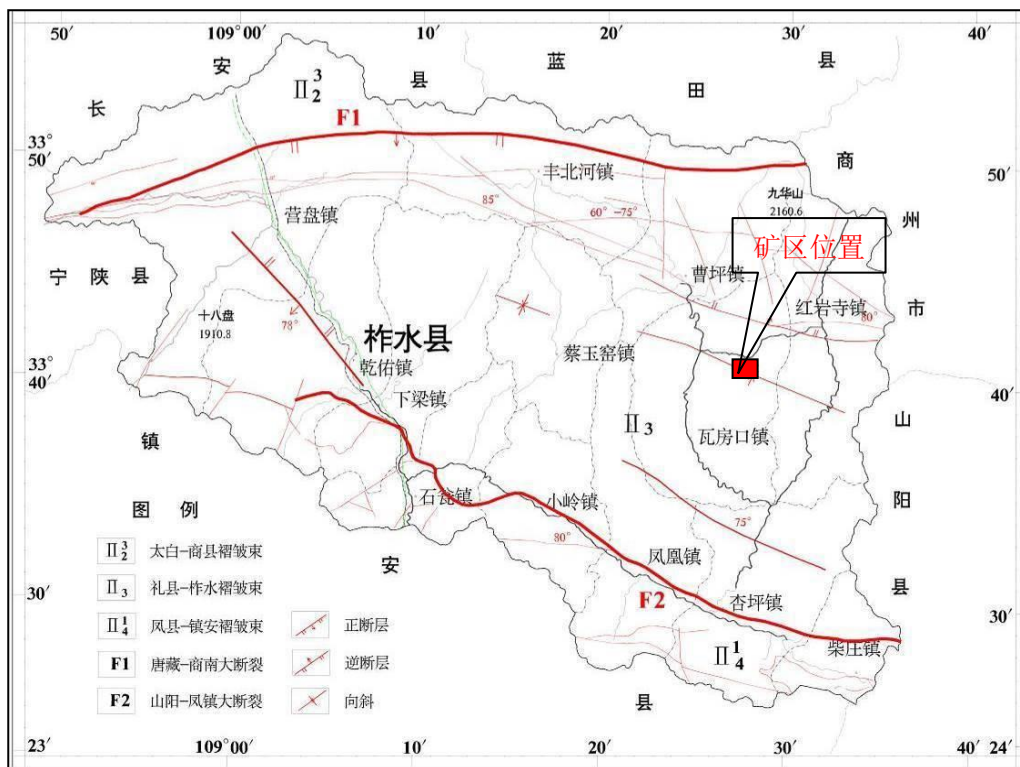 50′ 109°00′ 10′ 20′ 30′ 40′
长 安 县 蓝 田 县
Ⅱ³₂
F1
33°
50′
50′
商 州 市
丰北河镇
九华山
2160.6
85°
60°-75°
营盘镇
矿区位置
宁 陕 县
曹坪镇
红岩寺镇
80°
十八盘
1910.8
78°
柞水县
蔡玉窑镇
乾佑镇
33°
40′
40′
下梁镇
Ⅱ₃
瓦房口镇
山 阳 县
镇 安 县
石瓮镇
小岭镇
75°
80°
凤凰镇
F2
杏坪镇
柴庄镇
Ⅱ¹₄
30′
30′
图 例
Ⅱ³₂ 太白-商县褶皱束
Ⅱ₃ 礼县-柞水褶皱束
Ⅱ¹₄ 凤县-镇安褶皱束 正断层
F1 唐藏-商南大断裂 逆断层
F2 山阳-凤镇大断裂 向斜
23′ 109°00′ 10′ 20′ 30′ 40′ 24′